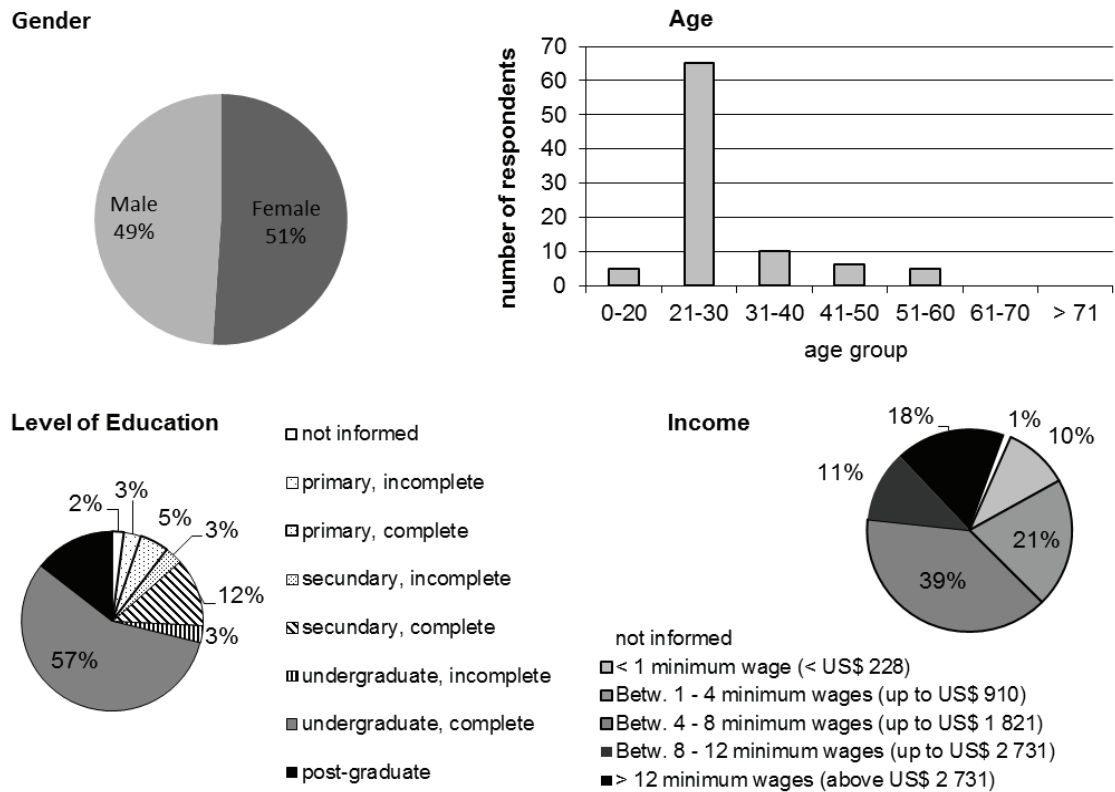 Gender
Male
49%
Female
51%
Age
number of respondents
70
60
50
40
30
20
10
0
0-20 21-30 31-40 41-50 51-60 61-70 > 71
age group
Level of Education
2%
3%
5%
3%
12%
3%
57%
not informed
primary, incomplete
primary, complete
secundary, incomplete
secundary, complete
undergraduate, incomplete
undergraduate, complete
post-graduate
Income
18%
1%
10%
11%
21%
39%
not informed
< 1 minimum wage (< US$ 228)
Betw. 1 - 4 minimum wages (up to US$ 910)
Betw. 4 - 8 minimum wages (up to US$ 1 821)
Betw. 8 - 12 minimum wages (up to US$ 2 731)
> 12 minimum wages (above US$ 2 731)